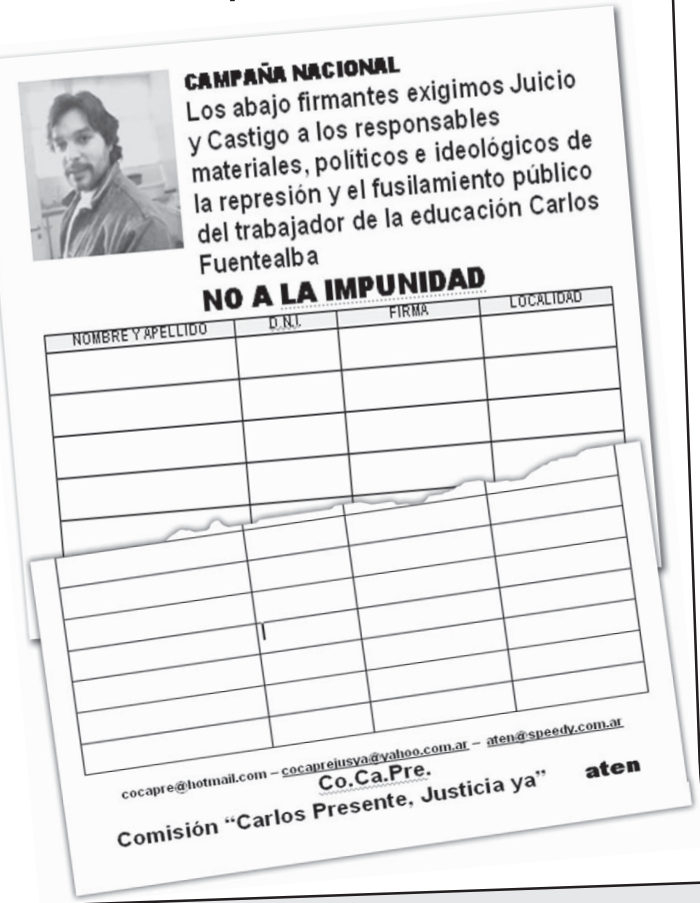 CAMPAÑA NACIONAL
Los abajo firmantes exigimos Juicio
y Castigo a los responsables
materiales, políticos e ideológicos de
la represión y el fusilamiento público
del trabajador de la educación Carlos
Fuentealba
NO A LA IMPUNIDAD
NOMBRE Y APELLIDO D.N.I. FIRMA LOCALIDAD
cocapre@hotmail.com – cocaprejusya@yahoo.com.ar – aten@speedy.com.ar
Co.Ca.Pre.
Comisión “Carlos Presente, Justicia ya” aten